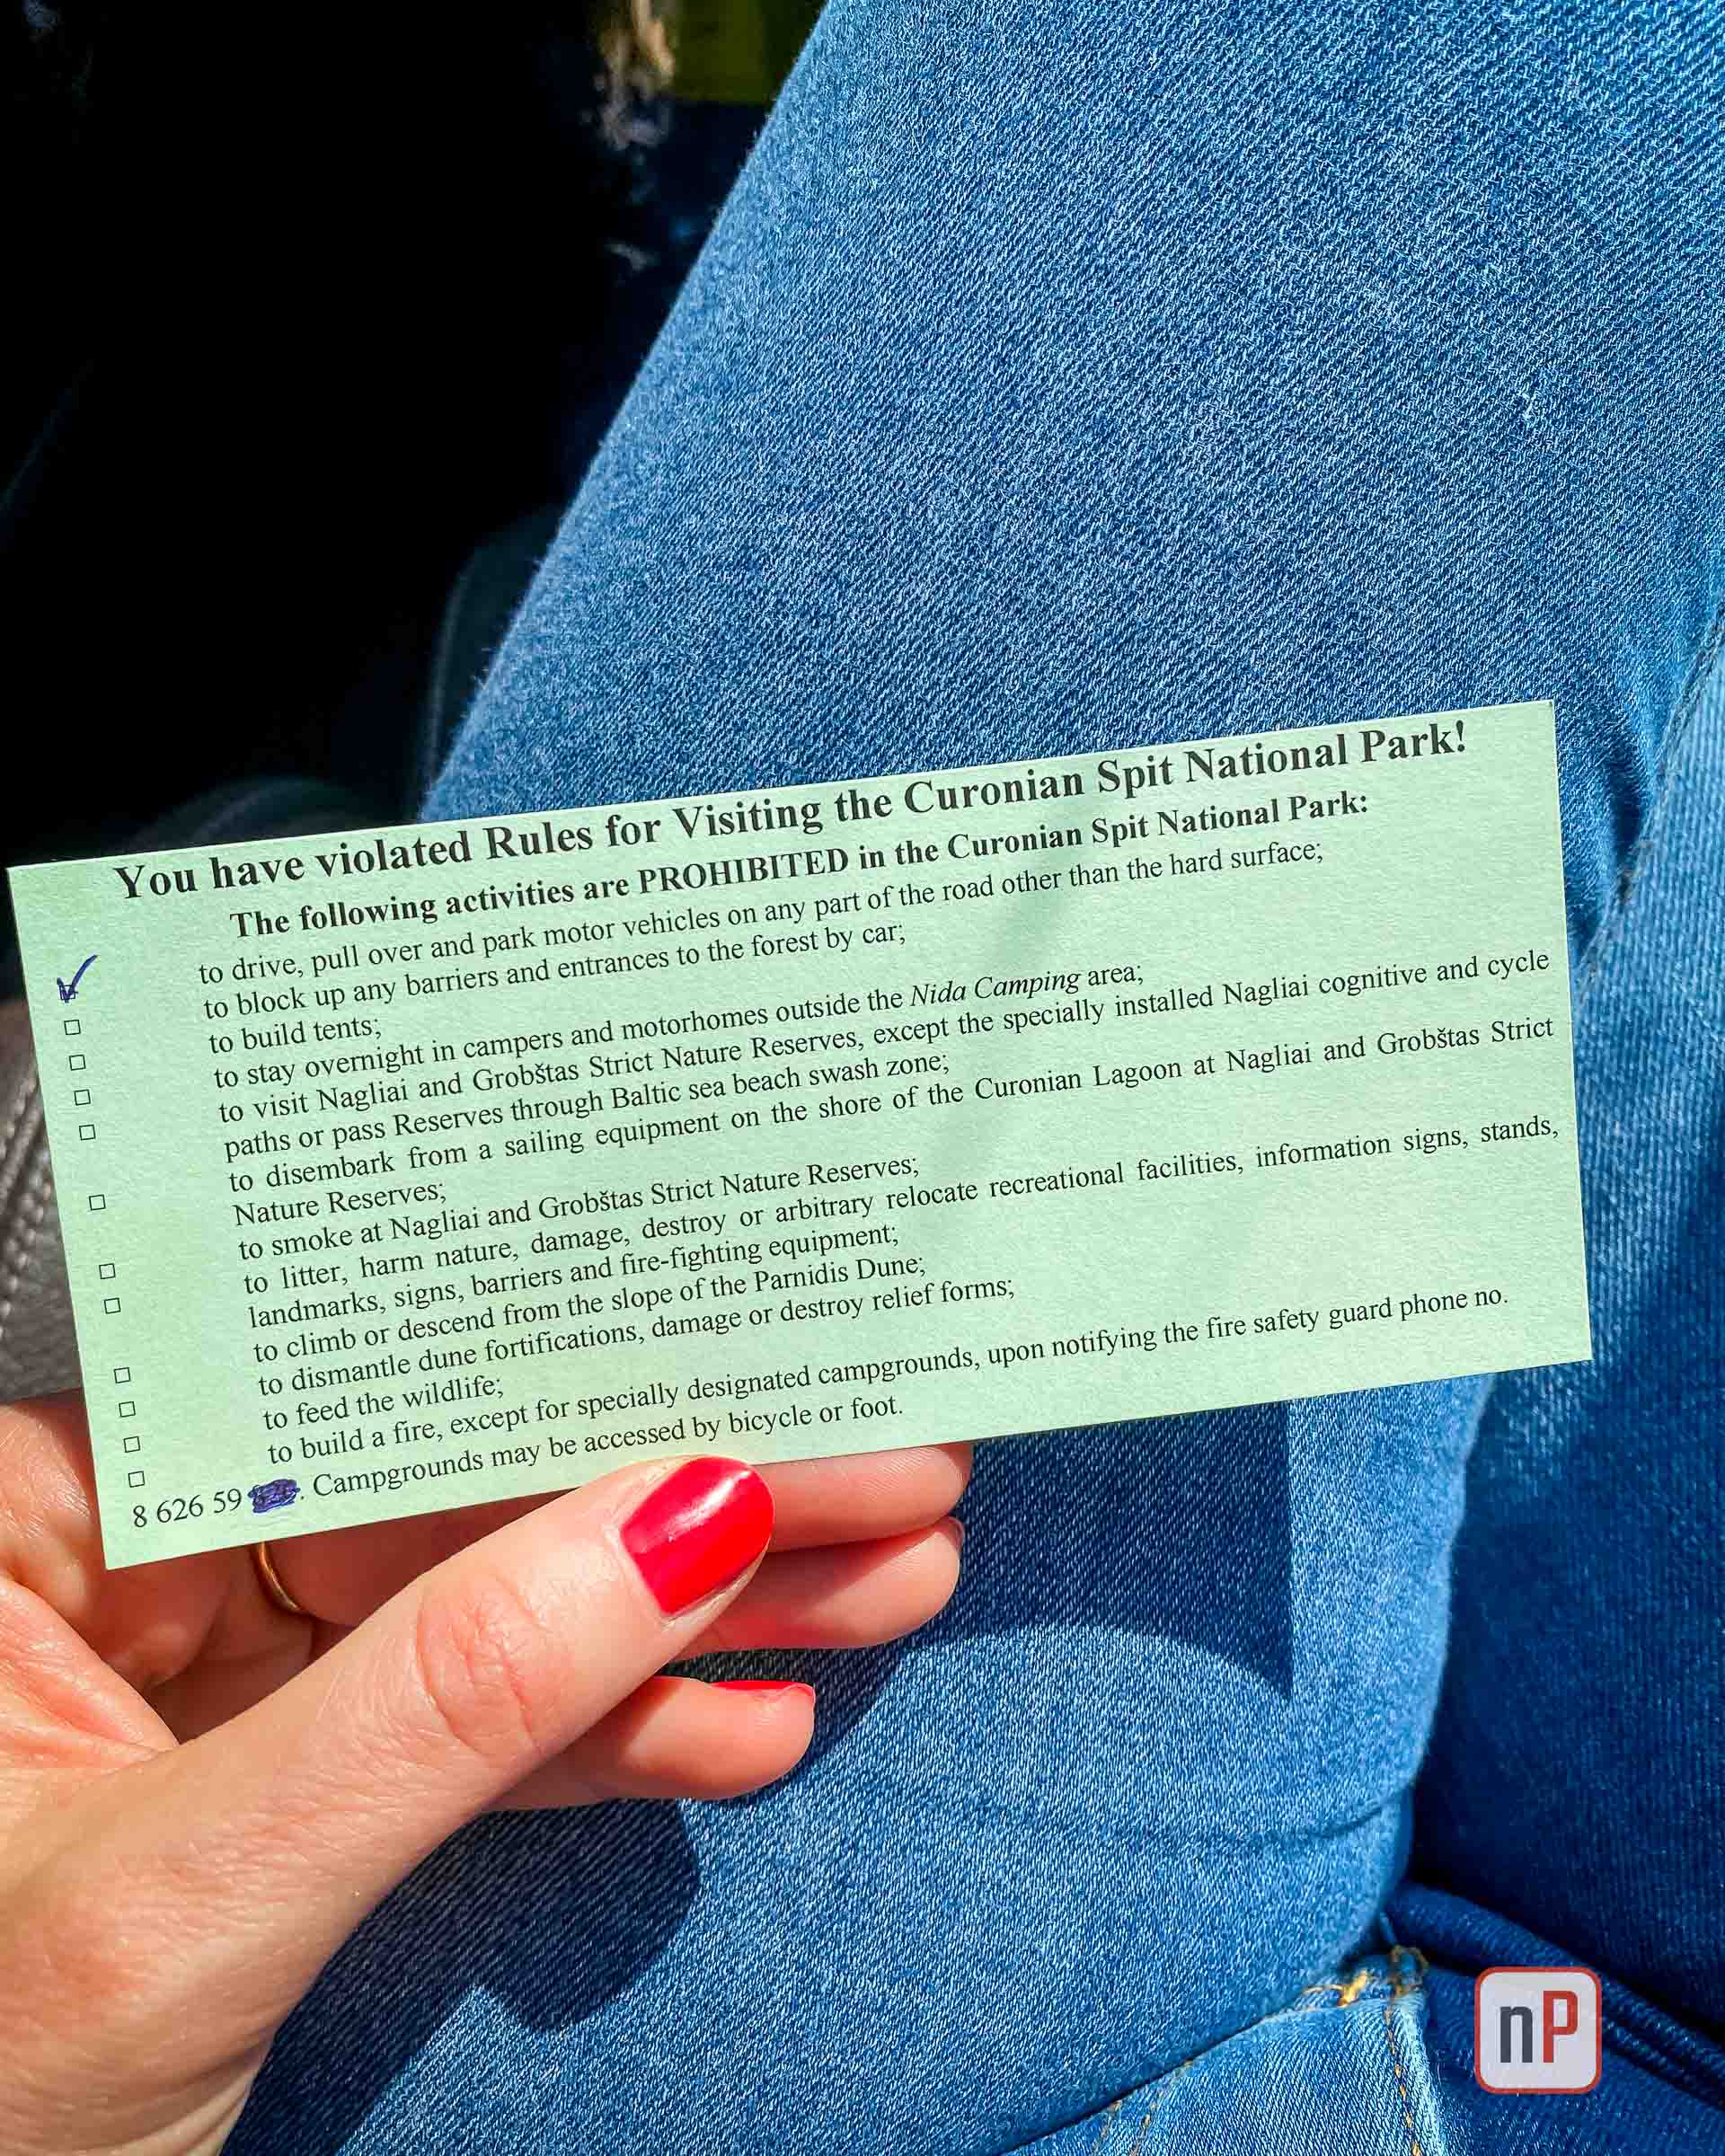 You have violated Rules for Visiting the Curonian Spit National Park!
The following activities are PROHIBITED in the Curonian Spit National Park:
to drive, pull over and park motor vehicles on any part of the road other than the hard surface;
to block up any barriers and entrances to the forest by car;
to build tents;
to stay overnight in campers and motorhomes outside the Nida Camping area;
to visit Nagliai and Grobštas Strict Nature Reserves, except the specially installed Nagliai cognitive and cycle
paths or pass Reserves through Baltic sea beach swash zone;
to disembark from a sailing equipment on the shore of the Curonian Lagoon at Nagliai and Grobštas Strict
Nature Reserves;
to smoke at Nagliai and Grobštas Strict Nature Reserves;
to litter, harm nature, damage, destroy or arbitrary relocate recreational facilities, information signs, stands,
landmarks, signs, barriers and fire-fighting equipment;
to climb or descend from the slope of the Parnidis Dune;
to dismantle dune fortifications, damage or destroy relief forms;
to feed the wildlife;
to build a fire, except for specially designated campgrounds, upon notifying the fire safety guard phone no.
8 626 59 . Campgrounds may be accessed by bicycle or foot.
nP